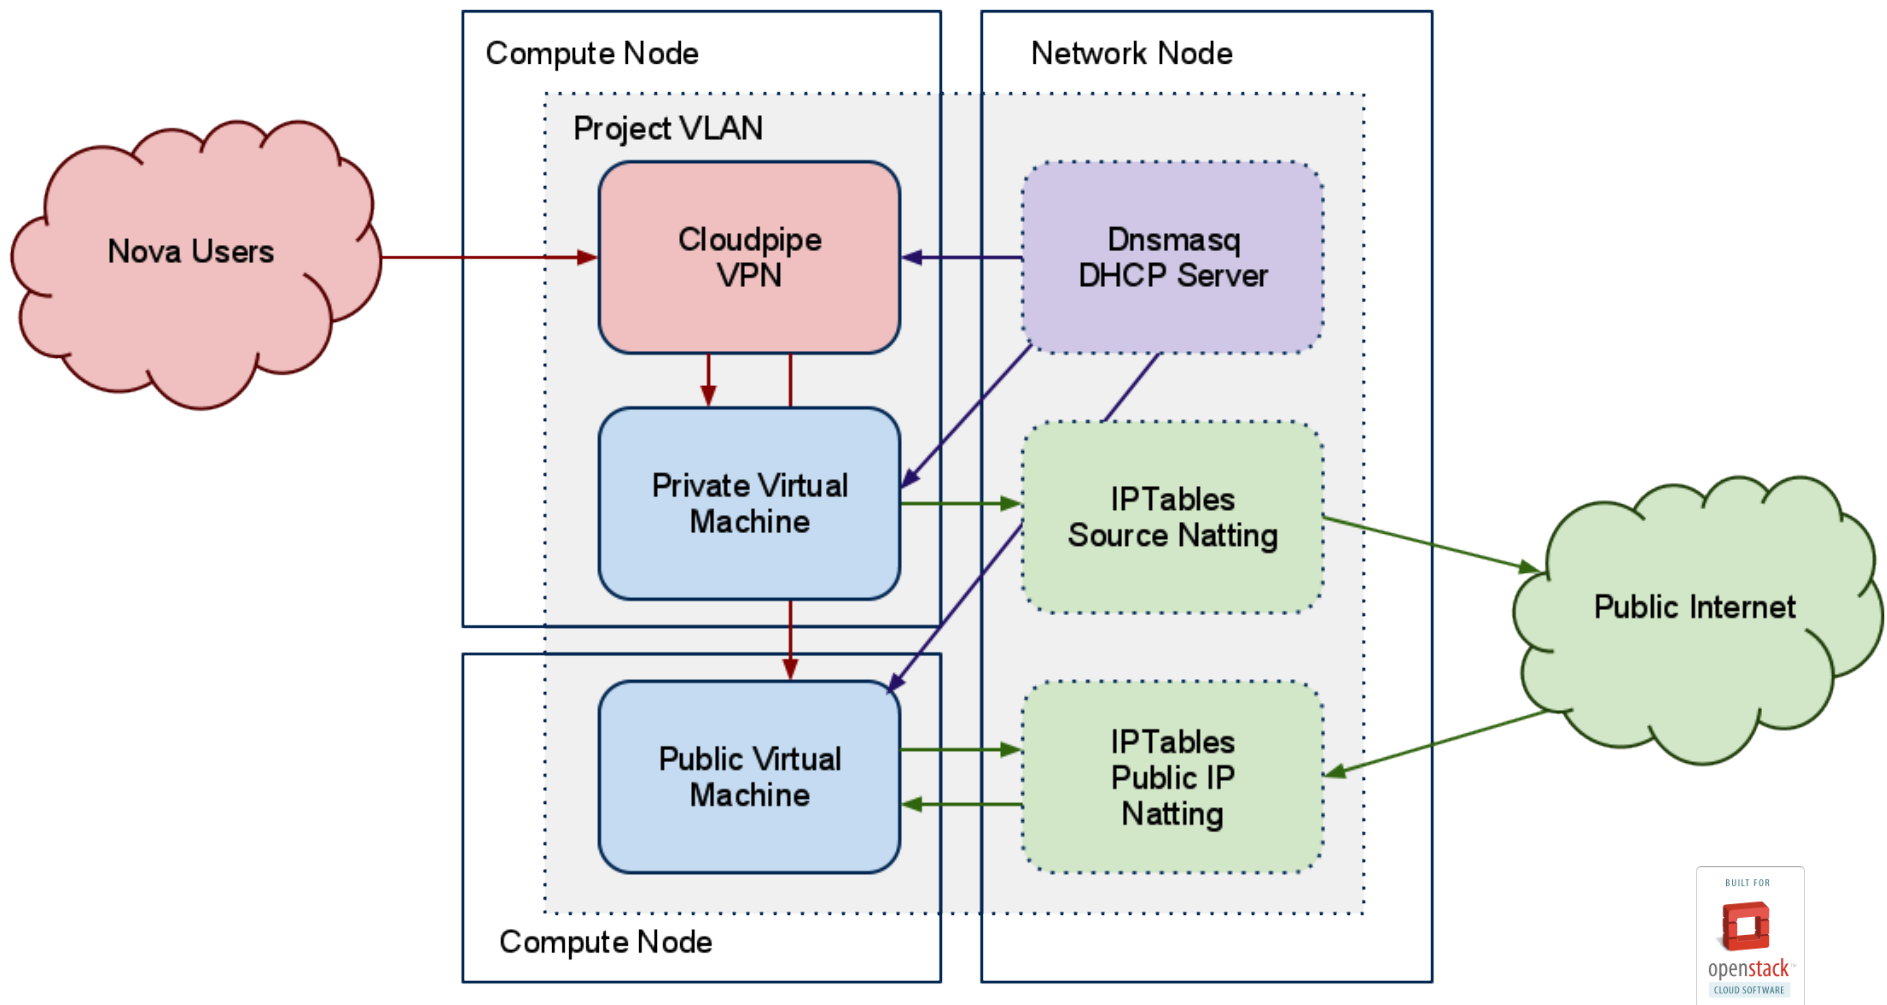 Compute Node
Network Node
Project VLAN
Nova Users
Cloudpipe
VPN
Dnsmasq
DHCP Server
Private Virtual
Machine
IPTables
Source Natting
Public Internet
Public Virtual
Machine
IPTables
Public IP
Natting
Compute Node
BUILT FOR
openstack™
CLOUD SOFTWARE